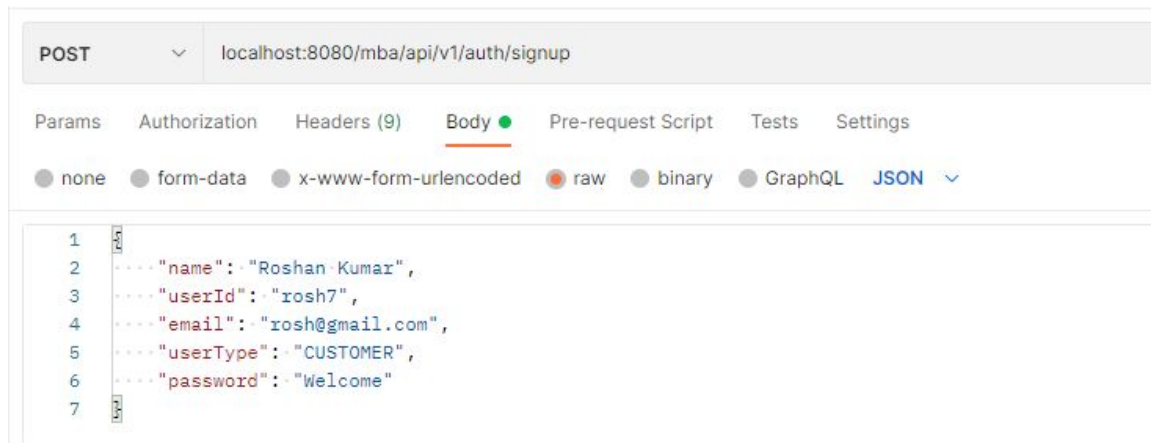 POST localhost:8080/mba/api/v1/auth/signup
Params Authorization Headers (9) Body Pre-request Script Tests Settings
none form-data x-www-form-urlencoded raw binary GraphQL JSON
1 {
2 "name": "Roshan Kumar",
3 "userId": "rosh7",
4 "email": "rosh@gmail.com",
5 "userType": "CUSTOMER",
6 "password": "Welcome"
7 }